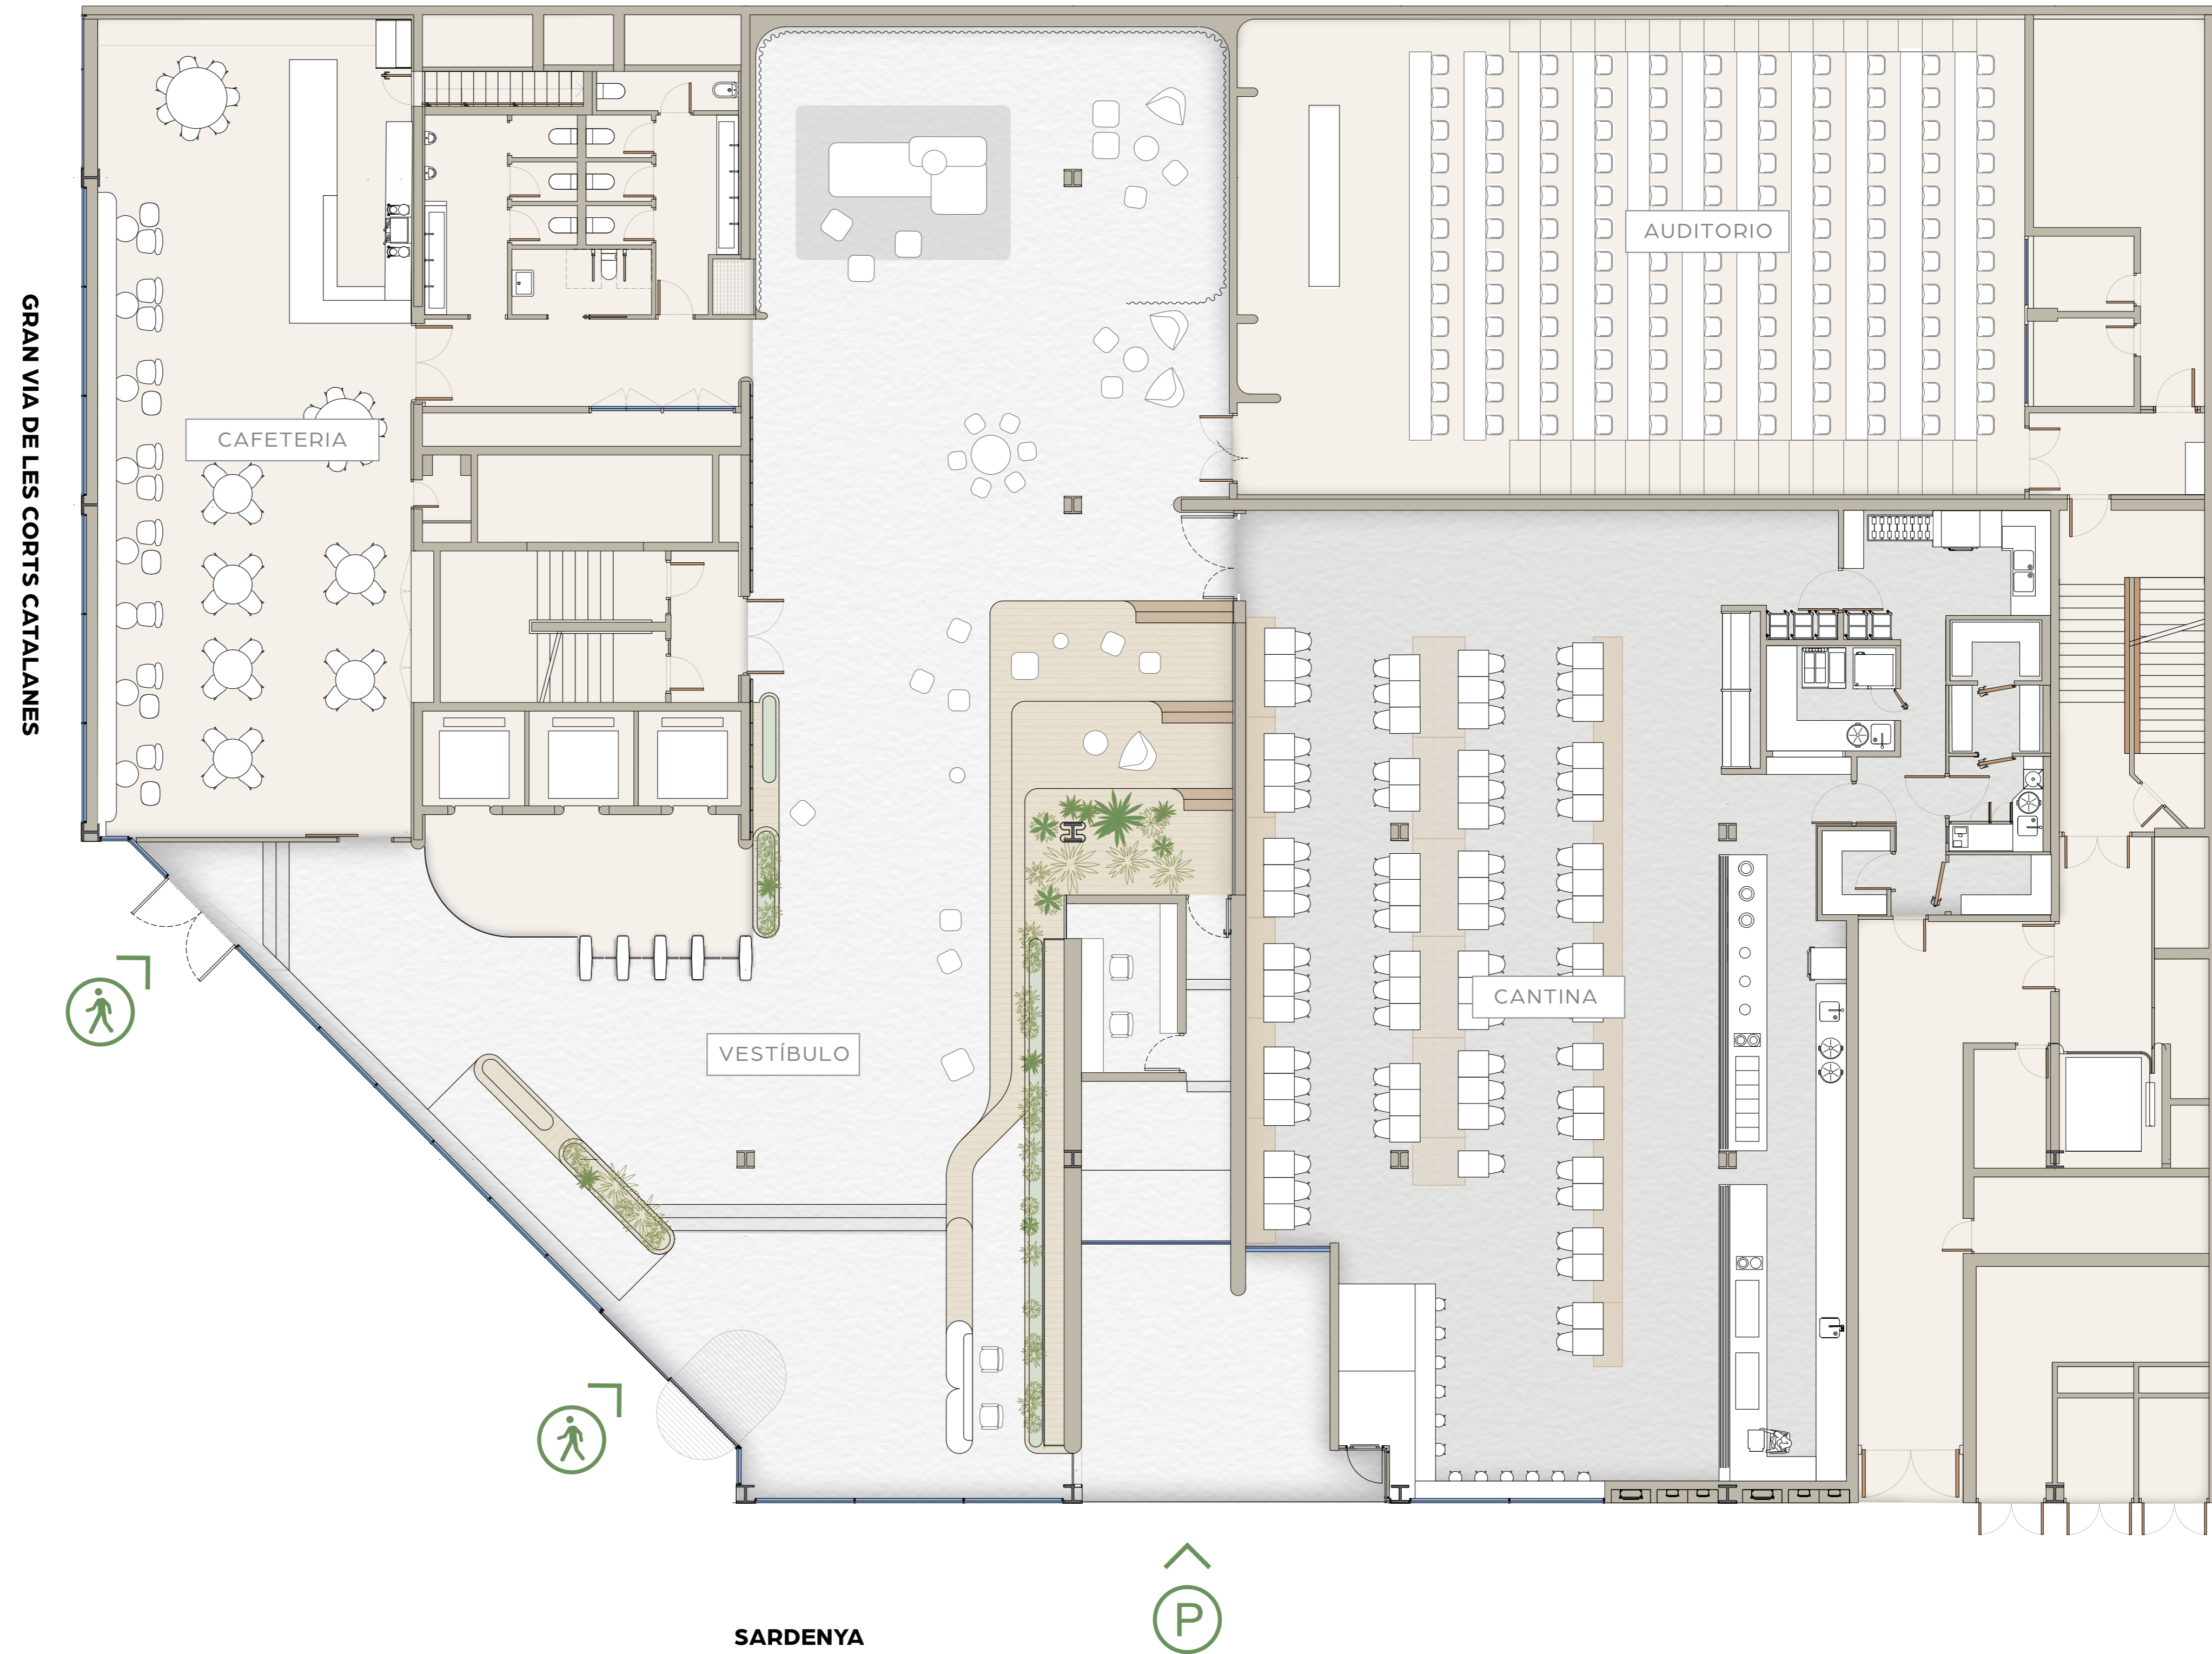 AUDITORIO
CAFETERIA
GRAN VIA DE LES CORTS CATALANES
CANTINA
VESTÍBULO
P
SARDENYA